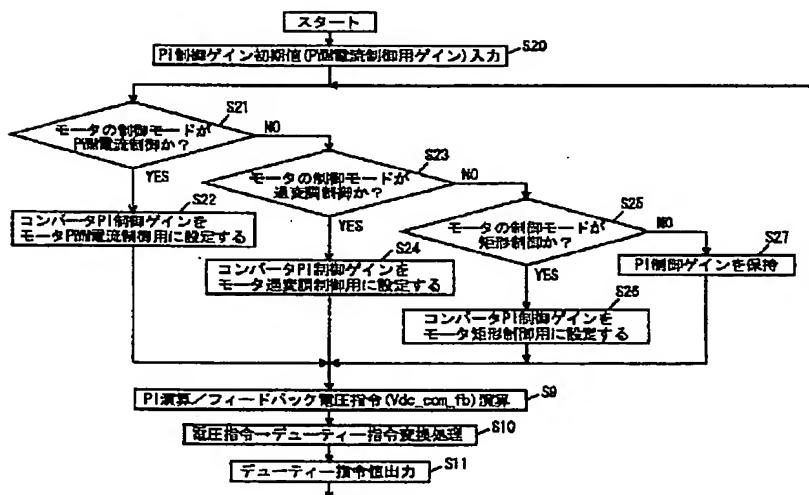 スタート
S20
PI制御ゲイン初期値(PWM電流制御用ゲイン)入力
S21
モータの制御モードが
PWM電流制御か?
NO
YES
S22
コンバータPI制御ゲインを
モータPWM電流制御用に設定する
S23
モータの制御モードが
過変調制御か?
NO
YES
S24
コンバータPI制御ゲインを
モータ過変調制御用に設定する
S25
モータの制御モードが
矩形制御か?
NO
YES
S26
コンバータPI制御ゲインを
モータ矩形制御用に設定する
S27
PI制御ゲインを保持
S9
PI演算/フィードバック電圧指令(Vdc_com_fb)演算
S10
電圧指令→デューティー指令変換処理
S11
デューティー指令値出力